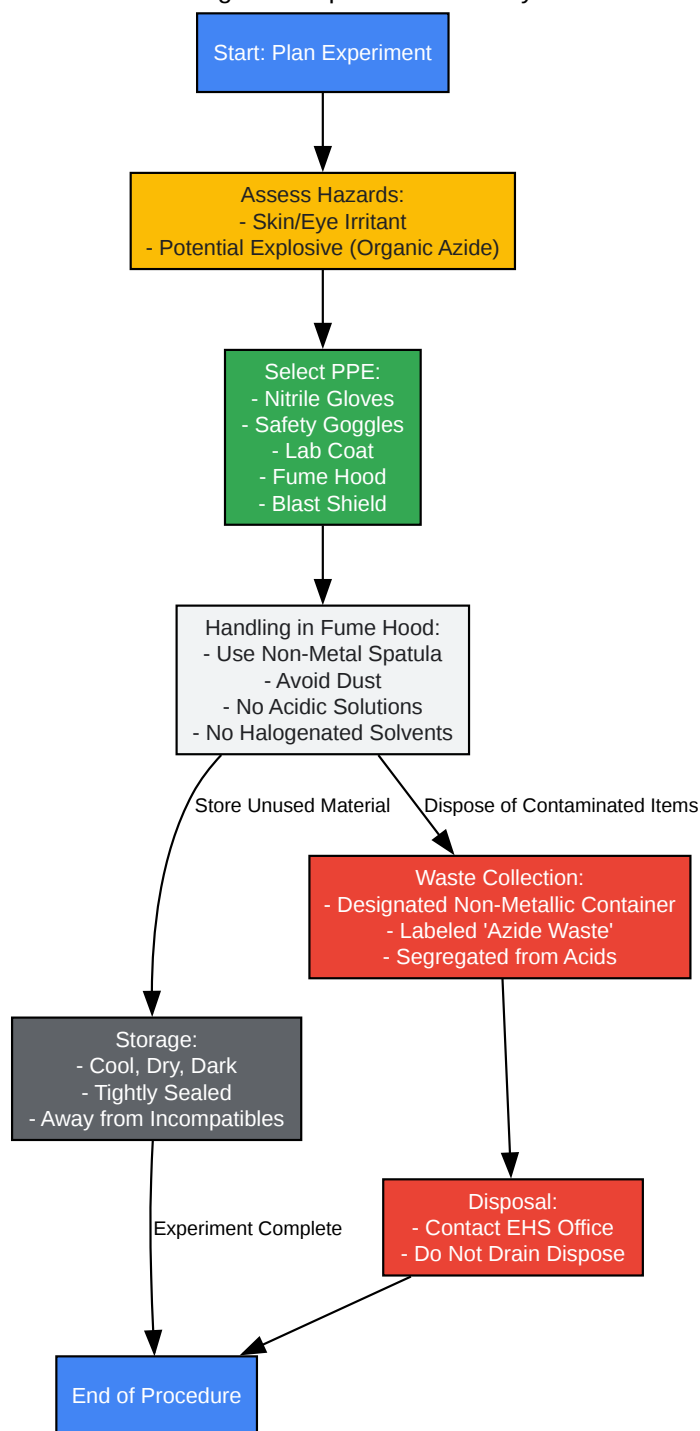 Start: Plan Experiment
Assess Hazards:
- Skin/Eye Irritant
- Potential Explosive (Organic Azide)
Select PPE:
- Nitrile Gloves
- Safety Goggles
- Lab Coat
- Fume Hood
- Blast Shield
Handling in Fume Hood:
- Use Non-Metal Spatula
- Avoid Dust
- No Acidic Solutions
- No Halogenated Solvents
Store Unused Material
Dispose of Contaminated Items
Waste Collection:
- Designated Non-Metallic Container
- Labeled 'Azide Waste'
- Segregated from Acids
Storage:
- Cool, Dry, Dark
- Tightly Sealed
- Away from Incompatibles
Disposal:
- Contact EHS Office
- Do Not Drain Dispose
Experiment Complete
End of Procedure